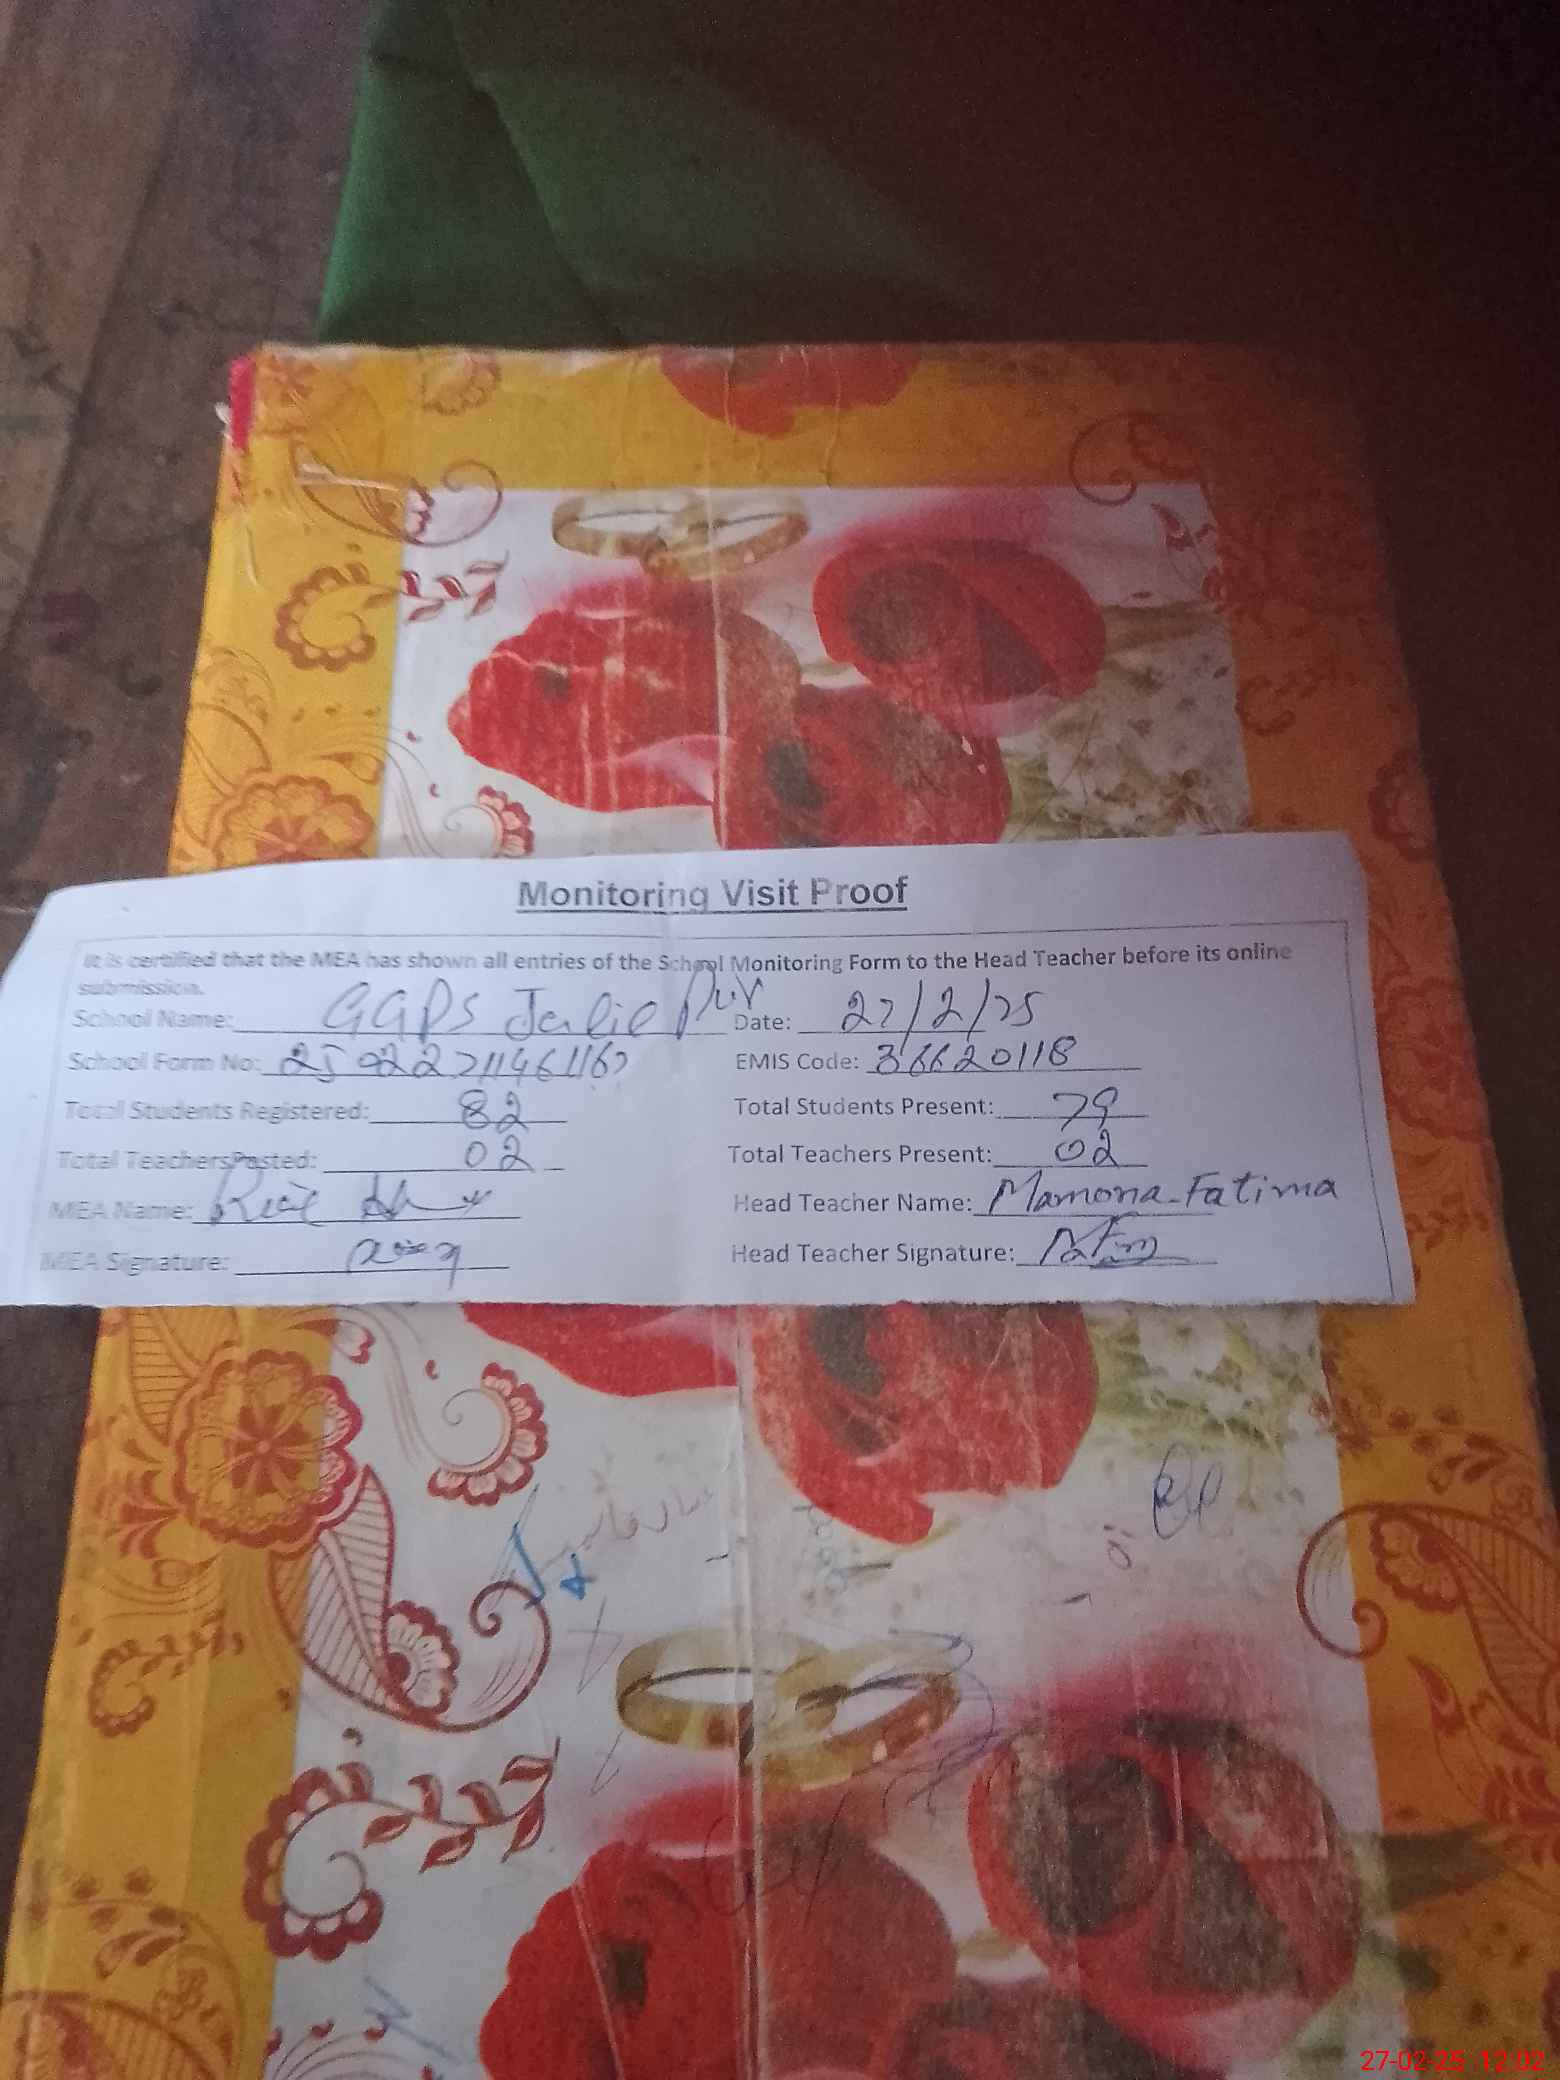 Monitoring Visit Proof
It is certified that the MEA has shown all entries of the School Monitoring Form to the Head Teacher before its online
submission.
School Name: GGPS Jalil Pur Date: 27/2/25
School Form No: EMIS Code: 36620118
Total Students Registered: 82 Total Students Present: 79
Total Teachers Posted: 02 Total Teachers Present: 02
MEA Name: Head Teacher Name: Mamona Fatima
MEA Signature: Head Teacher Signature:
27-02-25 12:02